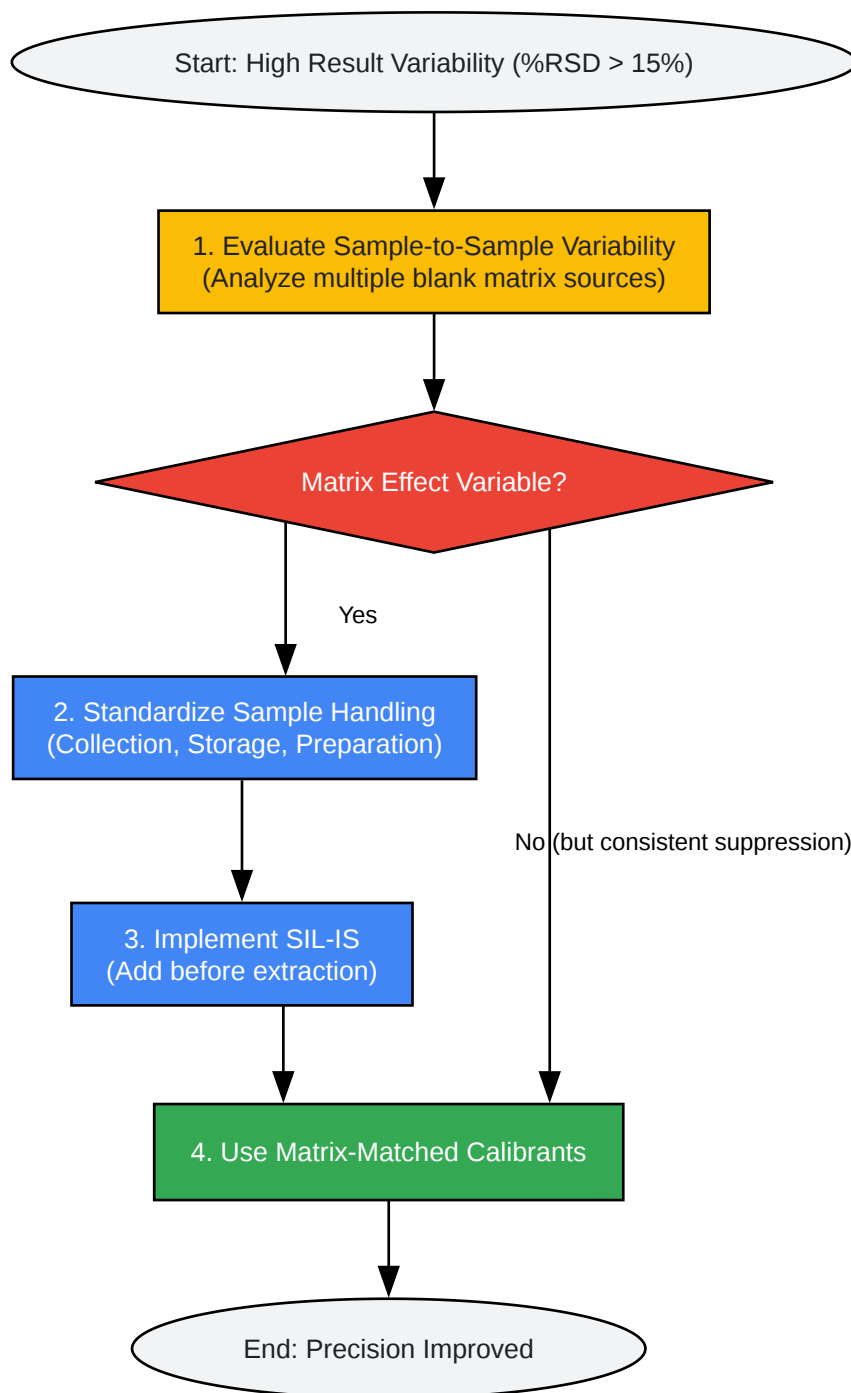 Start: High Result Variability (%RSD > 15%)
1. Evaluate Sample-to-Sample Variability
(Analyze multiple blank matrix sources)
Matrix Effect Variable?
Yes
2. Standardize Sample Handling
(Collection, Storage, Preparation)
No (but consistent suppression)
3. Implement SIL-IS
(Add before extraction)
4. Use Matrix-Matched Calibrants
End: Precision Improved